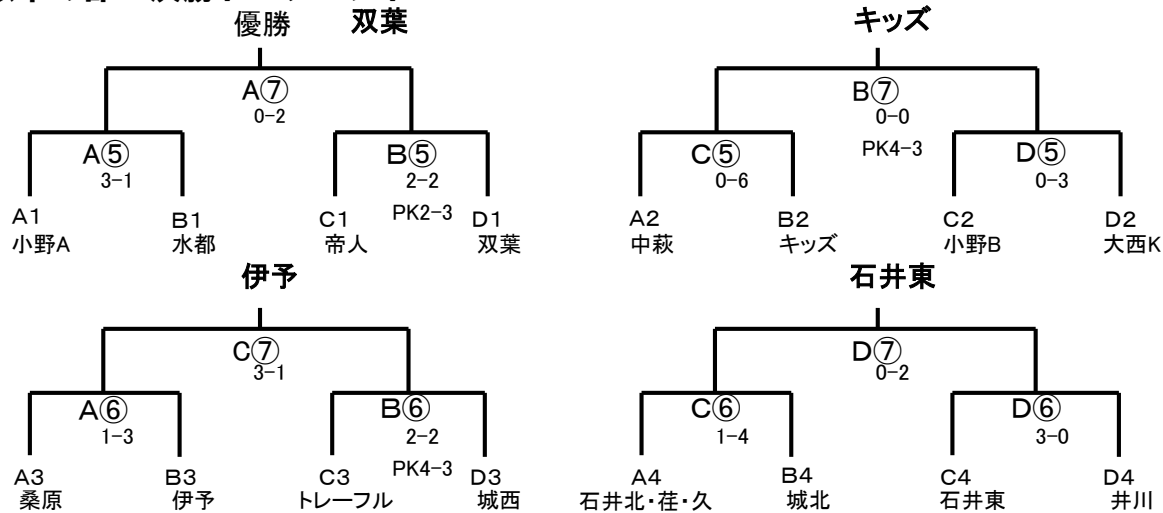 優勝 双葉
A⑦
0-2
A⑤
3-1
B⑤
2-2
PK2-3
A1
小野A
B1
水都
C1
帝人
D1
双葉
キッズ
B⑦
0-0
PK4-3
C⑤
0-6
D⑤
0-3
A2
中萩
B2
キッズ
C2
小野B
D2
大西K
伊予
C⑦
3-1
A⑥
1-3
B⑥
2-2
PK4-3
A3
桑原
B3
伊予
C3
トレーフル
D3
城西
石井東
D⑦
0-2
C⑥
1-4
D⑥
3-0
A4
石井北・荏・久
B4
城北
C4
石井東
D4
井川